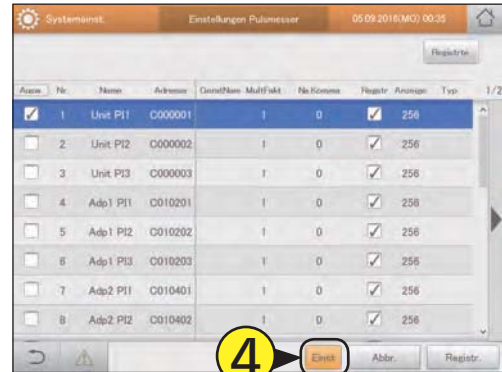 Systemeinst. Einstellungen Pulsmesser 05.09.2016(MO) 00:35
Registrte
Ausw. Nr. Name Adresse MultFakt Na.Komma Registr Anzeige Typ 1/2
1 Unit PI1 C000001 1 0 256
2 Unit PI2 C000002 1 0 256
3 Unit PI3 C000003 1 0 256
4 Adp1 PI1 C010201 1 0 256
5 Adp1 PI2 C010202 1 0 256
6 Adp1 PI3 C010203 1 0 256
7 Adp2 PI1 C010401 1 0 256
8 Adp2 PI2 C010402 1 0 256
4 Einst Abbr. Registr.